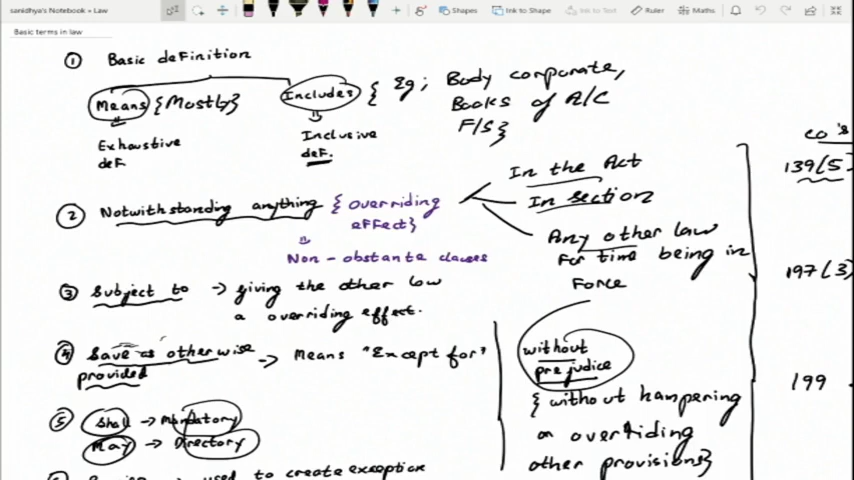 sanidhya's Notebook » Law
Shapes
Ink to Shape
Ink to Text
Ruler
Maths
Basic terms in law
① Basic definition
Means {Mostly}
Includes
{ Eg; Body corporate,
Books of A/C
F/S}
Exhaustive
def
Inclusive
def.
② Notwithstanding anything { overriding
effect}
Non-obstante clauses
In the Act
In section
Any other law
for time being in
Force
③ Subject to → giving the other low
a overriding effect.
④ Save as otherwise
provided
→ Means "Except for"
without
prejudice
{ without hampering
or overriding
other provisions}
⑤ Shall → Mandatory
May → Directory
used to create exception
co's
139(5)
197(3)
199